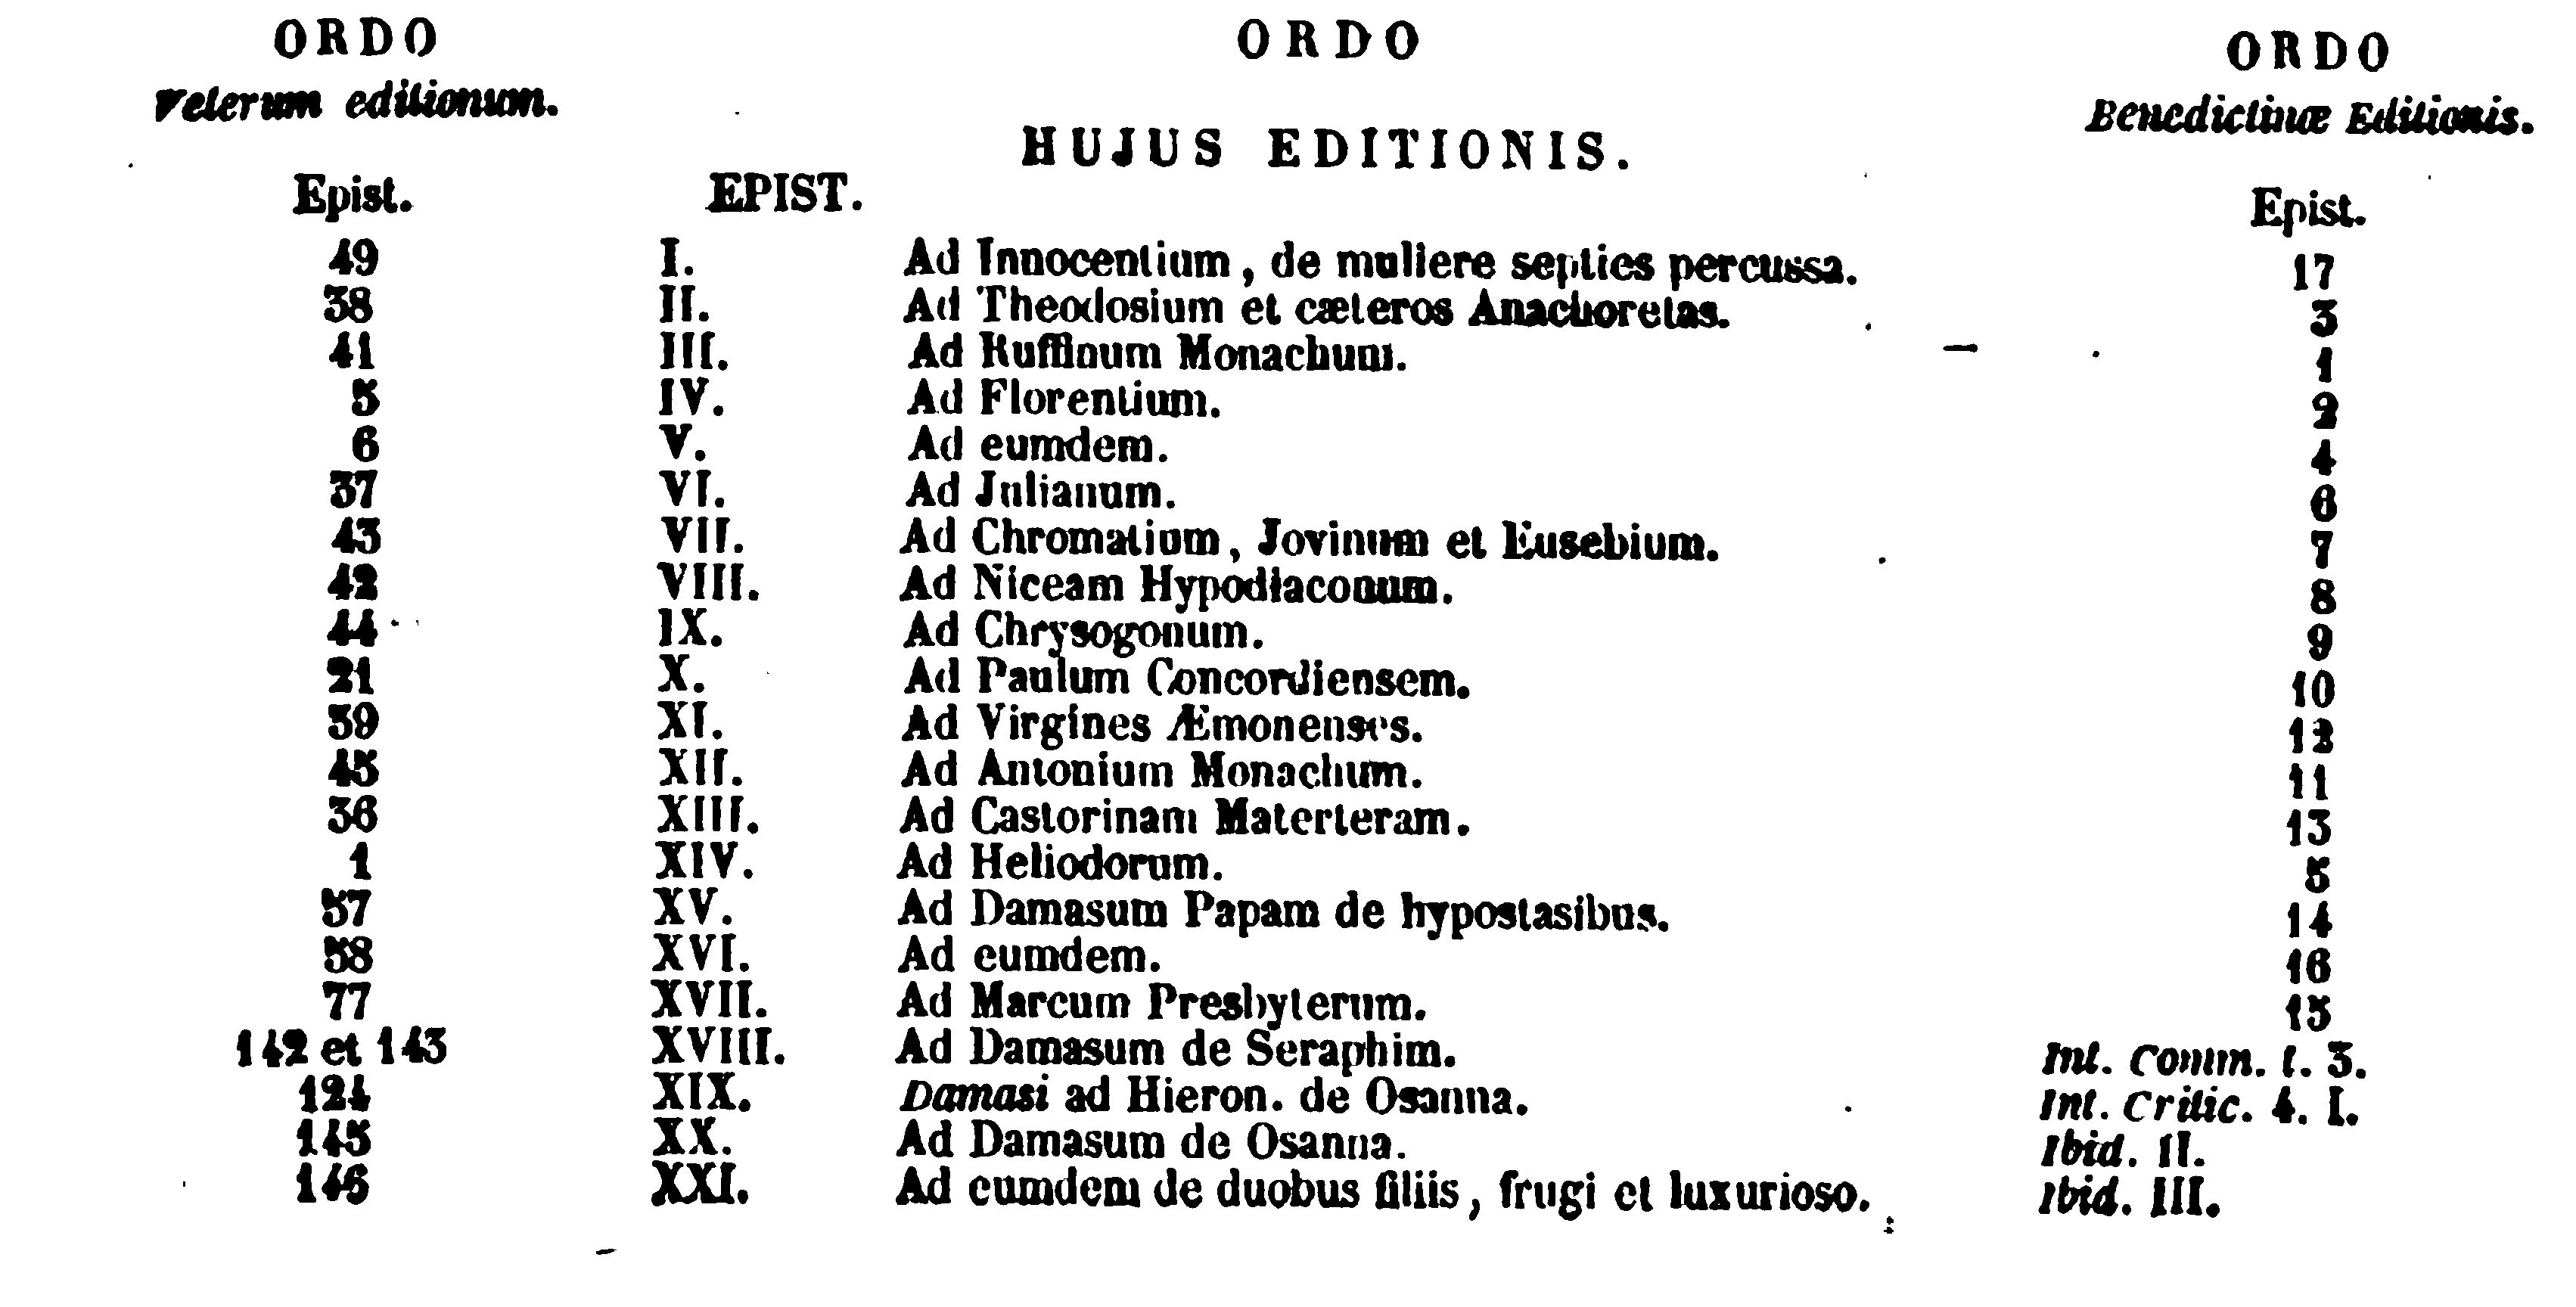 ORDO ORDO ORDO
Veterum editionum. HUJUS EDITIONIS. Benedictinæ Editionis.
Epist. EPIST. Epist.
49 I. Ad Innocentium, de muliere septies percussa. 17
38 II. Ad Theodosium et cæteros Anachoretas. 3
41 III. Ad Ruffinum Monachum. 1
5 IV. Ad Florentium. 2
6 V. Ad eumdem. 4
37 VI. Ad Julianum. 6
43 VII. Ad Chromatium, Jovinum et Eusebium. 7
42 VIII. Ad Niceam Hypodiaconum. 8
44 IX. Ad Chrysogonum. 9
21 X. Ad Paulum Concordiensem. 10
39 XI. Ad Virgines Æmonenses. 12
45 XII. Ad Antonium Monachum. 11
36 XIII. Ad Castorinam Materteram. 13
1 XIV. Ad Heliodorum. 5
57 XV. Ad Damasum Papam de hypostasibus. 14
58 XVI. Ad eumdem. 16
77 XVII. Ad Marcum Presbyterum. 15
142 et 143 XVIII. Ad Damasum de Seraphim. Int. Comm. t. 3.
124 XIX. Damasi ad Hieron. de Osanna. Int. Critic. 4. I.
145 XX. Ad Damasum de Osanna. Ibid. II.
146 XXI. Ad eumdem de duobus filiis, frugi et luxurioso. Ibid. III.